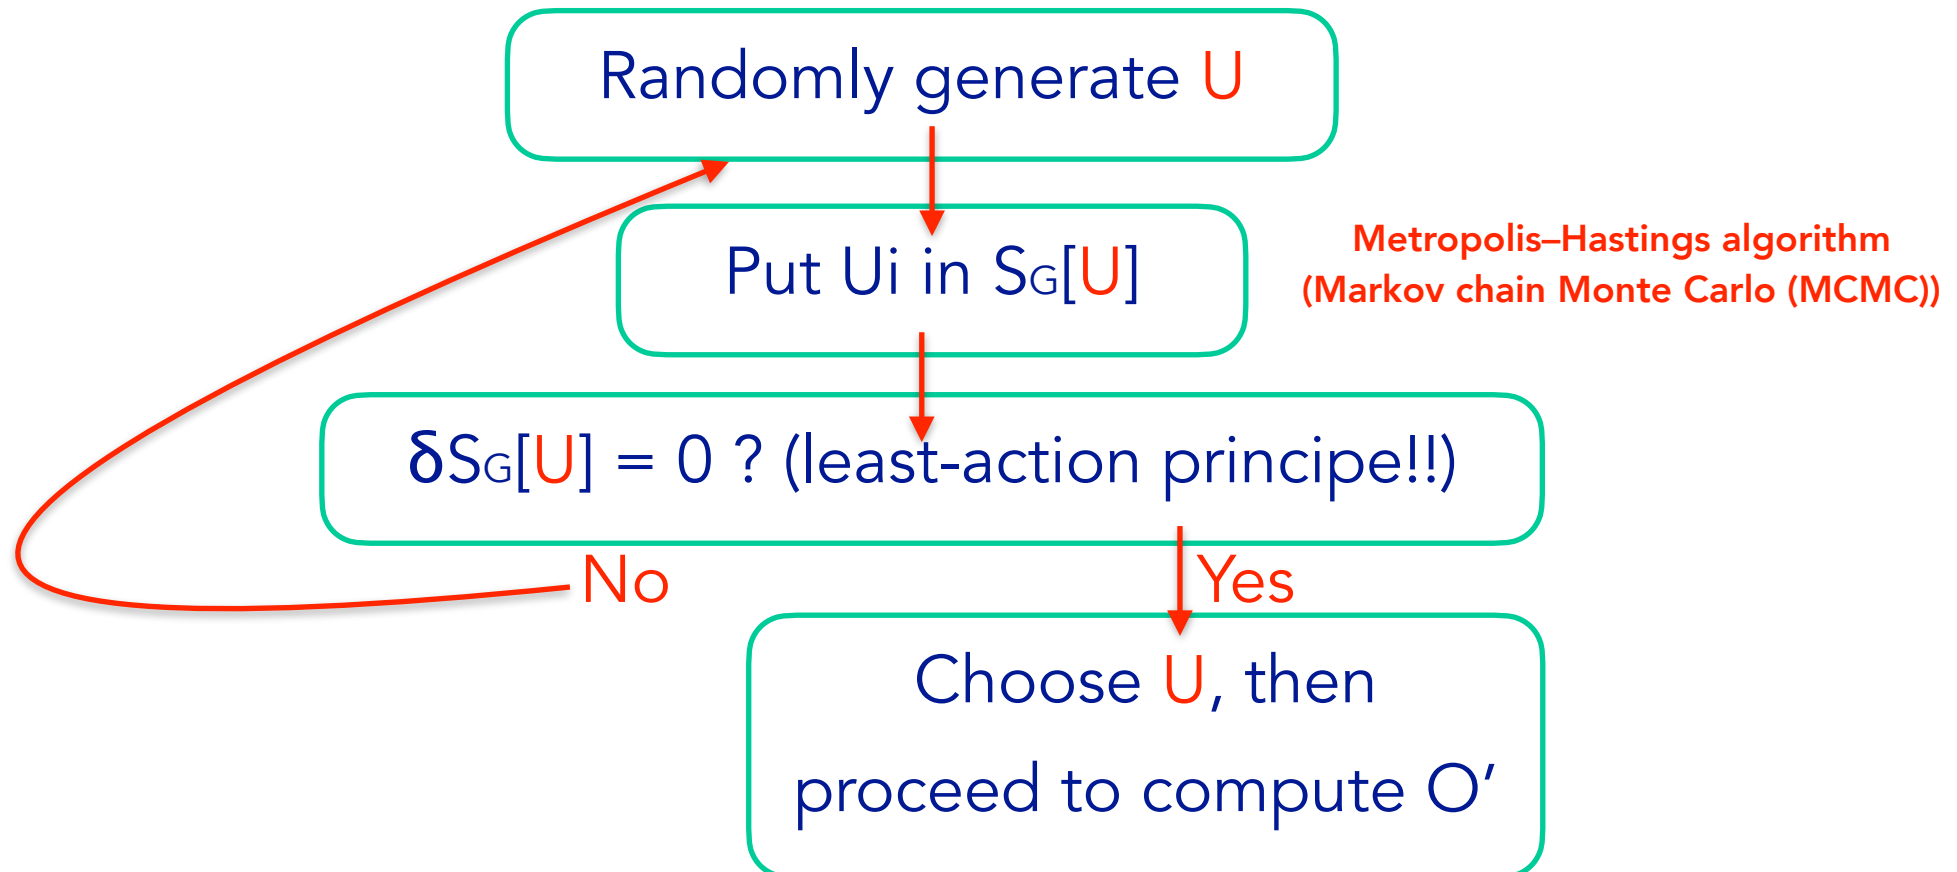 Randomly generate U
Put Ui in SG[U]
Metropolis–Hastings algorithm
(Markov chain Monte Carlo (MCMC))
δSG[U] = 0 ? (least-action principe!!)
No
Yes
Choose U, then
proceed to compute O′